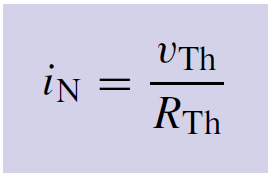 i_N = v_Th / R_Th